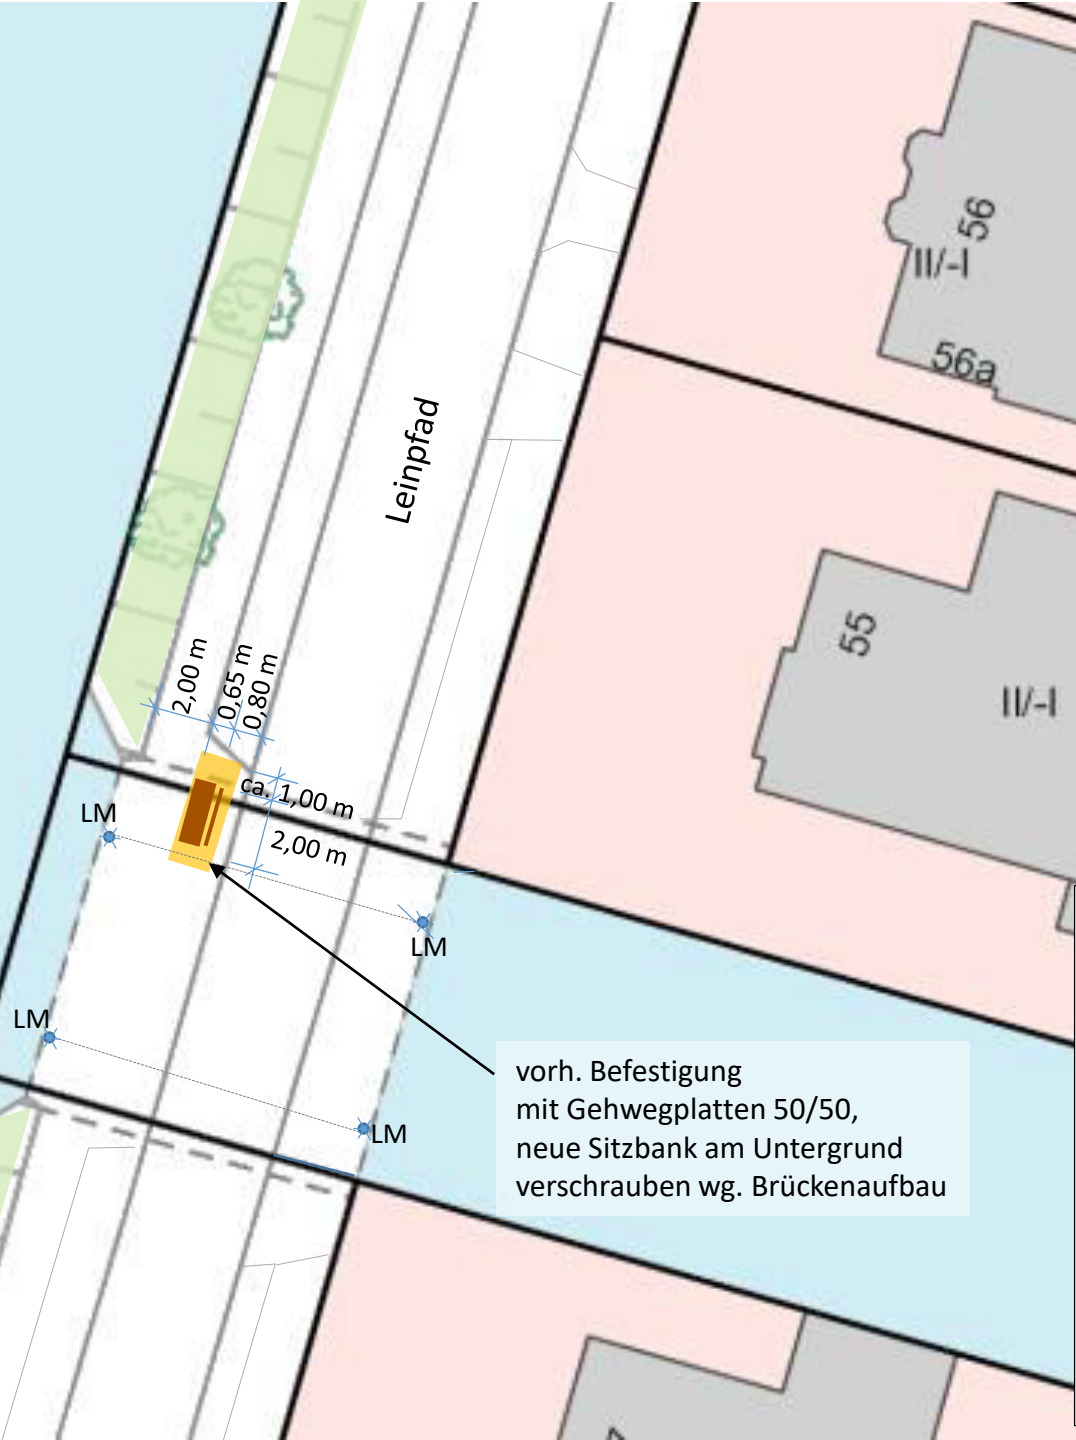 56
II/-I
56a
Leinpfad
55
II/-I
2,00 m
0,65 m
0,80 m
ca. 1,00 m
2,00 m
LM
LM
LM
LM
vorh. Befestigung
mit Gehwegplatten 50/50,
neue Sitzbank am Untergrund
verschrauben wg. Brückenaufbau